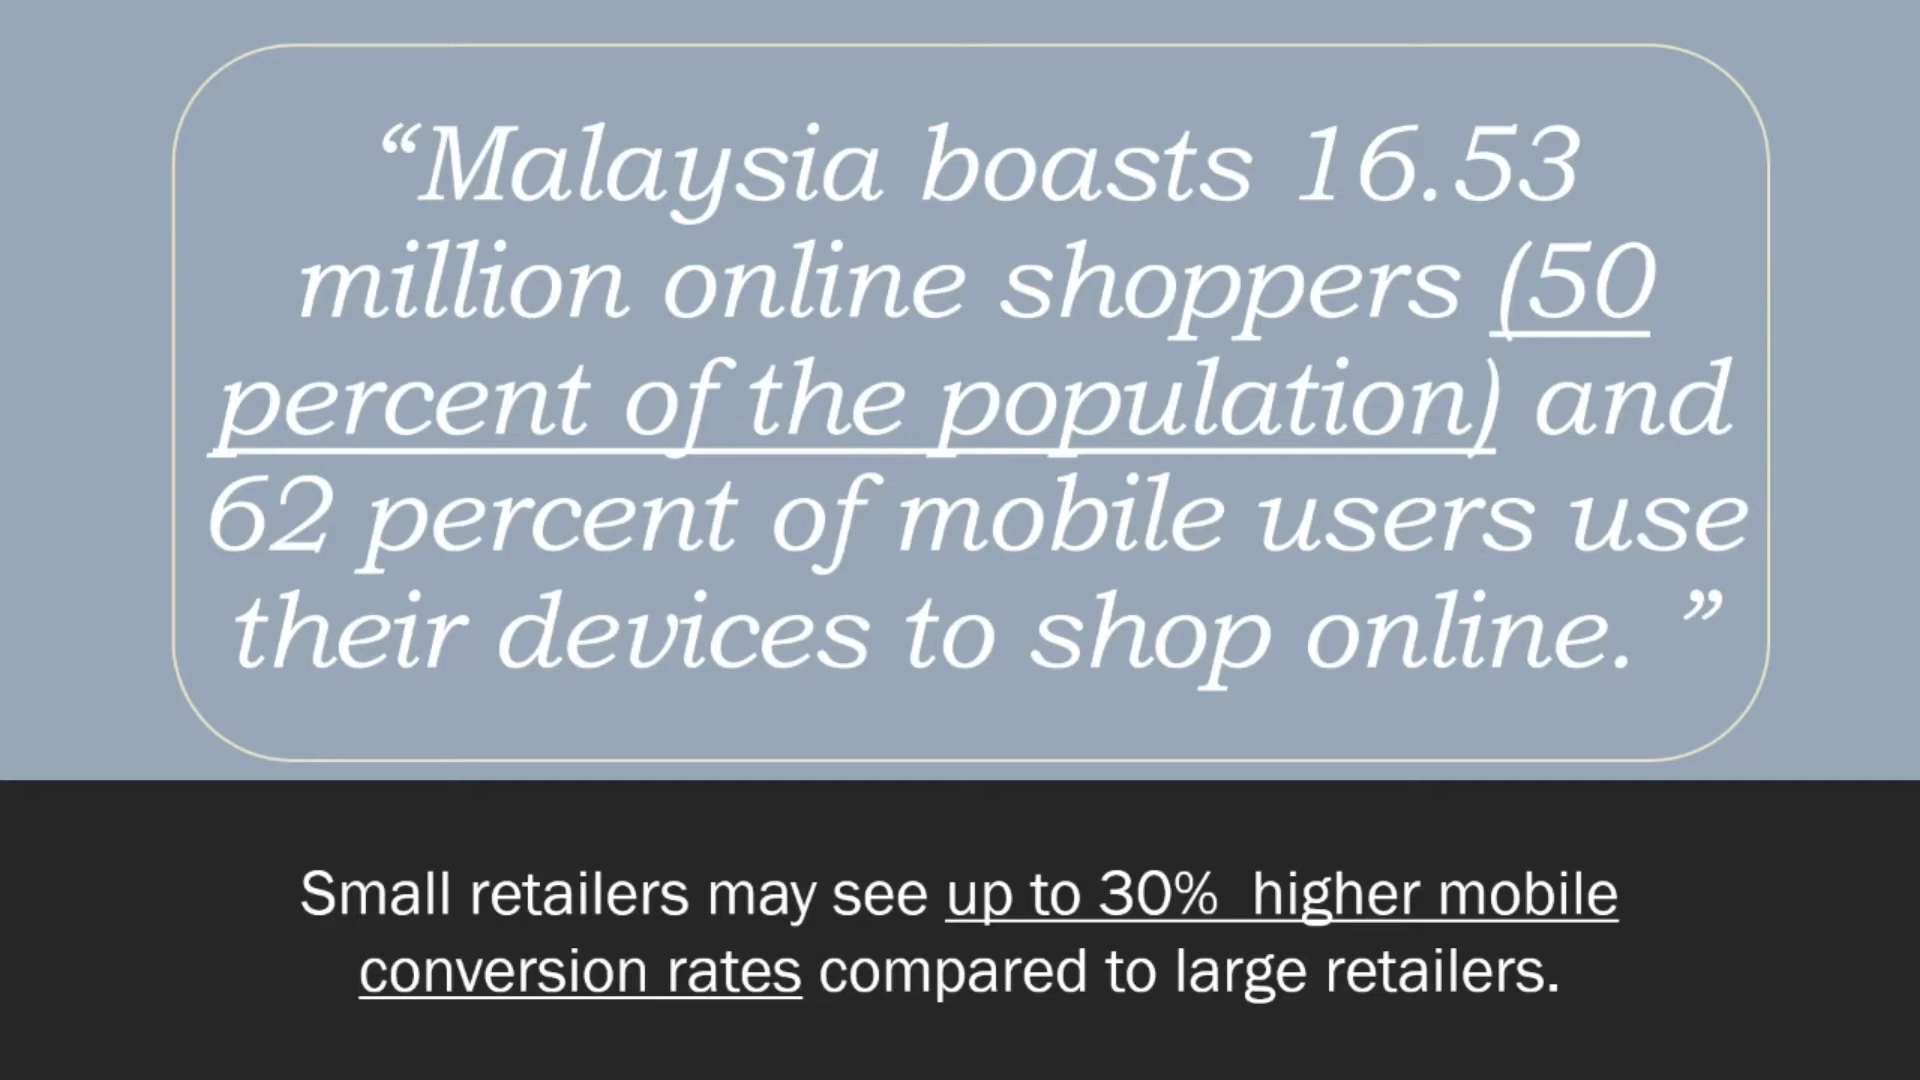 “Malaysia boasts 16.53
million online shoppers (50
percent of the population) and
62 percent of mobile users use
their devices to shop online. ”
Small retailers may see up to 30%  higher mobile
conversion rates compared to large retailers.